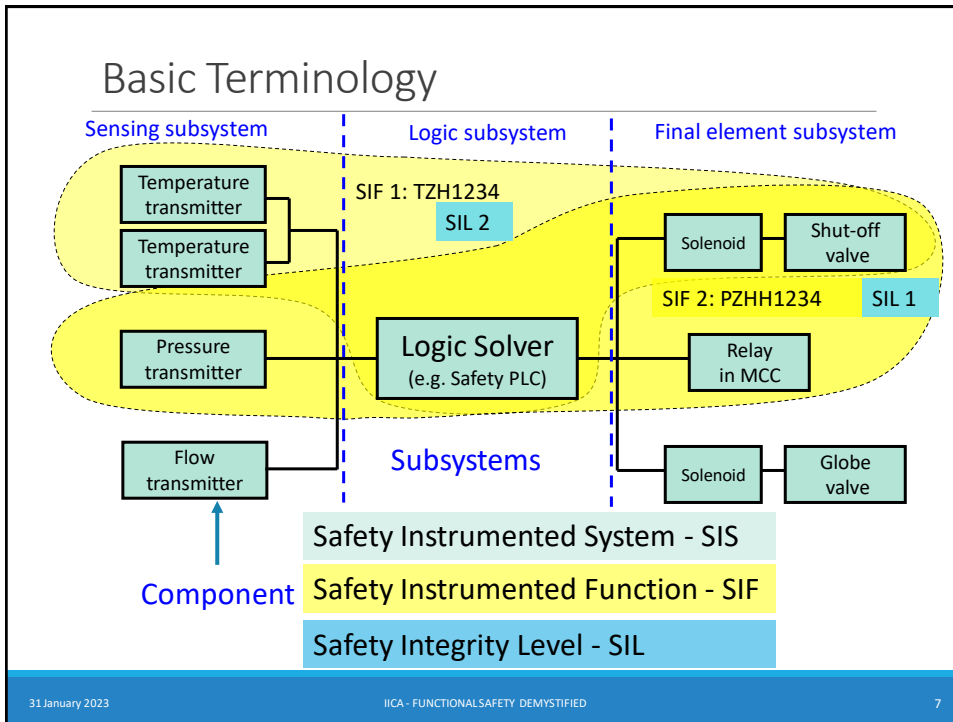 Basic Terminology
Sensing subsystem
Logic subsystem
Final element subsystem
Temperature
transmitter
Temperature
transmitter
SIF 1: TZH1234
SIL 2
Solenoid
Shut-off
valve
SIF 2: PZHH1234
SIL 1
Pressure
transmitter
Logic Solver
(e.g. Safety PLC)
Relay
in MCC
Flow
transmitter
Subsystems
Solenoid
Globe
valve
Component
Safety Instrumented System - SIS
Safety Instrumented Function - SIF
Safety Integrity Level - SIL
31 January 2023
IICA - FUNCTIONAL SAFETY DEMYSTIFIED
7